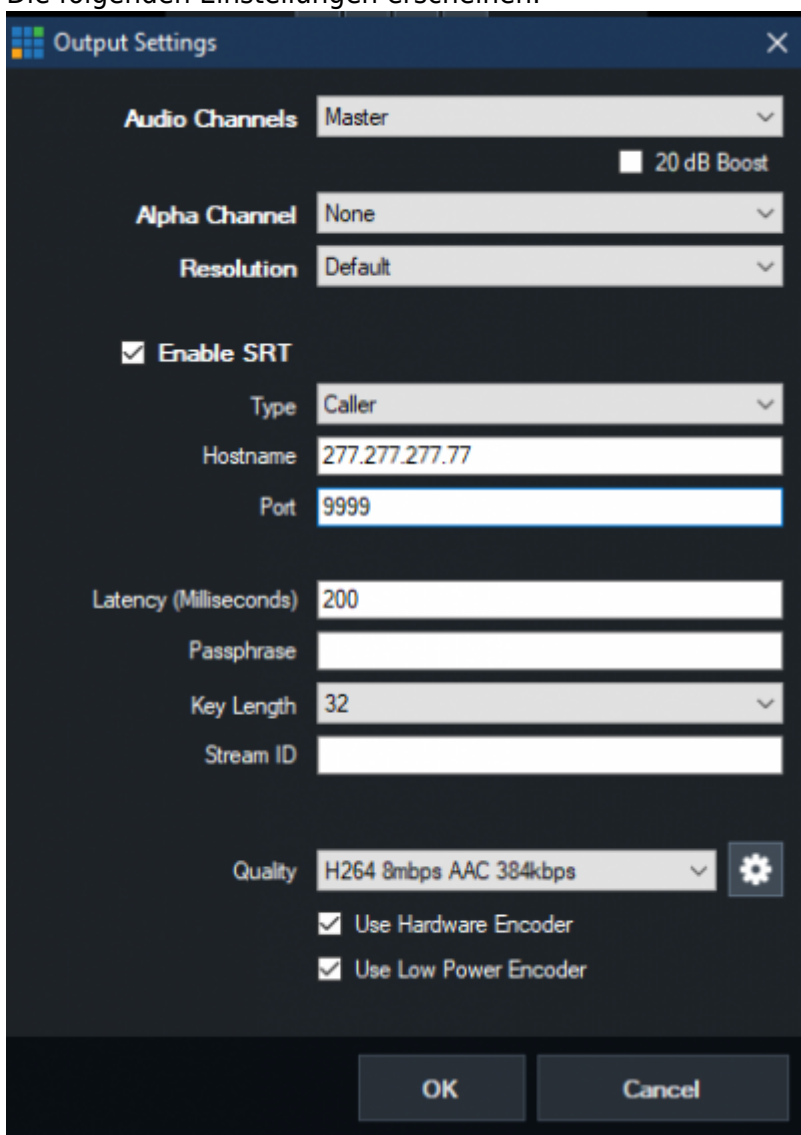 Die folgenden Einstellungen erscheinen:
Output Settings
Audio Channels Master
20 dB Boost
Alpha Channel None
Resolution Default
Enable SRT
Type Caller
Hostname 277.277.277.77
Port 9999
Latency (Milliseconds) 200
Passphrase
Key Length 32
Stream ID
Quality H264 8mbps AAC 384kbps
Use Hardware Encoder
Use Low Power Encoder
OK Cancel